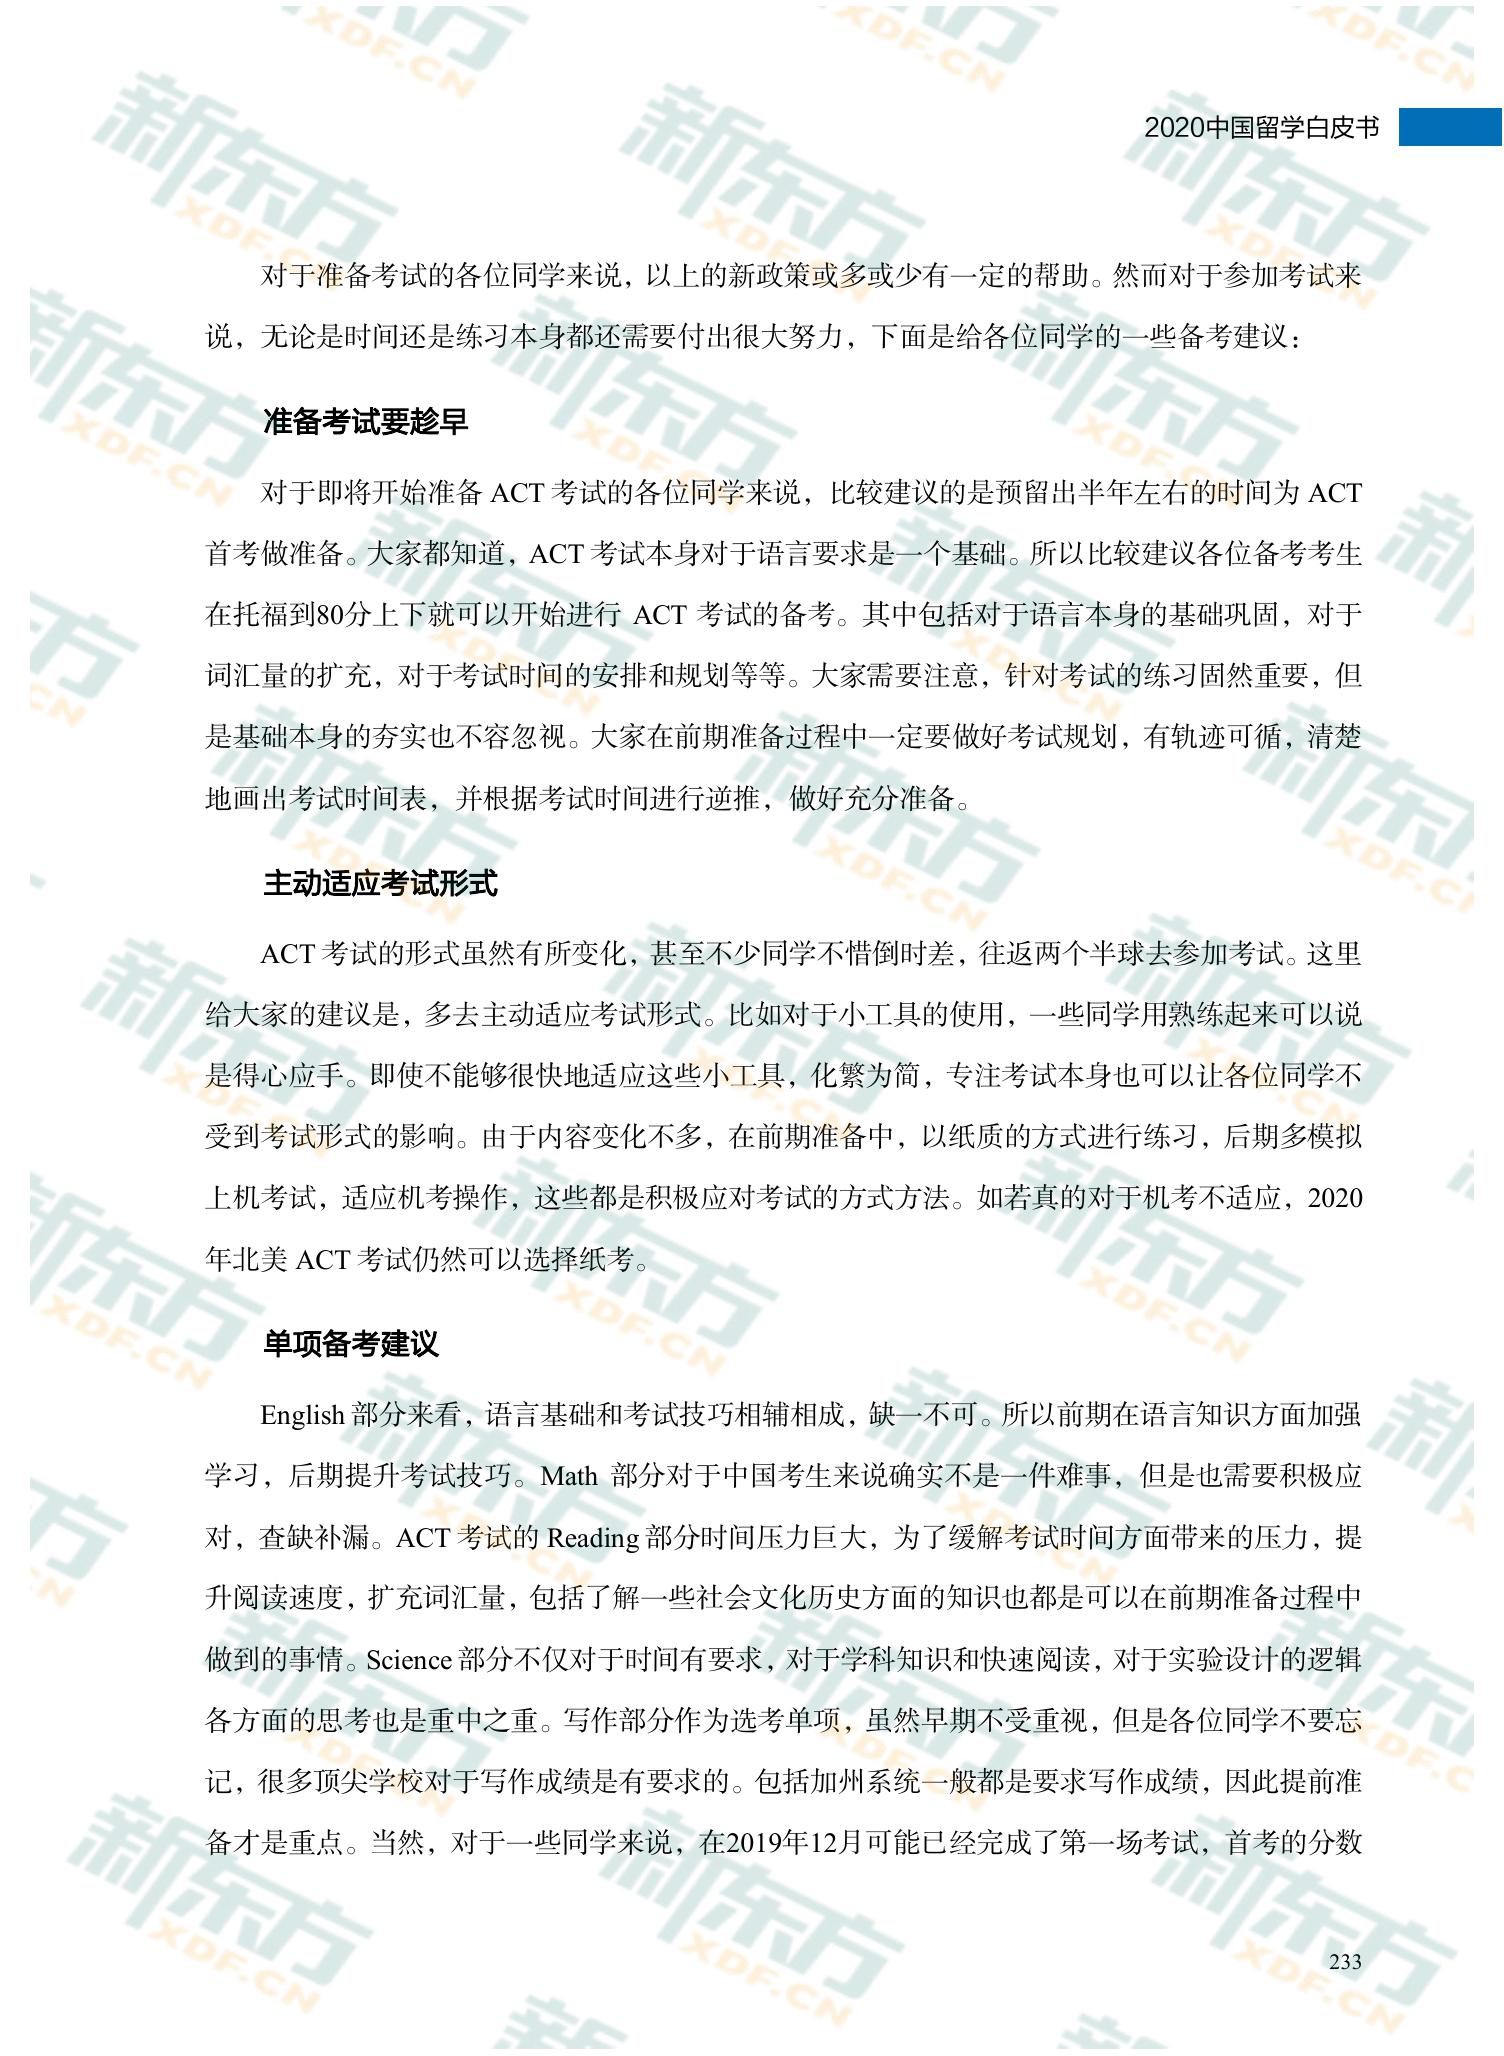 2020中国留学白皮书
对于准备考试的各位同学来说，以上的新政策或多或少有一定的帮助。然而对于参加考试来
说，无论是时间还是练习本身都还需要付出很大努力，下面是给各位同学的一些备考建议：
准备考试要趁早
对于即将开始准备 ACT 考试的各位同学来说，比较建议的是预留出半年左右的时间为 ACT
首考做准备。大家都知道，ACT 考试本身对于语言要求是一个基础。所以比较建议各位备考考生
在托福到80分上下就可以开始进行 ACT 考试的备考。其中包括对于语言本身的基础巩固，对于
词汇量的扩充，对于考试时间的安排和规划等等。大家需要注意，针对考试的练习固然重要，但
是基础本身的夯实也不容忽视。大家在前期准备过程中一定要做好考试规划，有轨迹可循，清楚
地画出考试时间表，并根据考试时间进行逆推，做好充分准备。
主动适应考试形式
ACT 考试的形式虽然有所变化，甚至不少同学不惜倒时差，往返两个半球去参加考试。这里
给大家的建议是，多去主动适应考试形式。比如对于小工具的使用，一些同学用熟练起来可以说
是得心应手。即使不能够很快地适应这些小工具，化繁为简，专注考试本身也可以让各位同学不
受到考试形式的影响。由于内容变化不多，在前期准备中，以纸质的方式进行练习，后期多模拟
上机考试，适应机考操作，这些都是积极应对考试的方式方法。如若真的对于机考不适应，2020
年北美 ACT 考试仍然可以选择纸考。
单项备考建议
English 部分来看，语言基础和考试技巧相辅相成，缺一不可。所以前期在语言知识方面加强
学习，后期提升考试技巧。Math 部分对于中国考生来说确实不是一件难事，但是也需要积极应
对，查缺补漏。ACT 考试的 Reading 部分时间压力巨大，为了缓解考试时间方面带来的压力，提
升阅读速度，扩充词汇量，包括了解一些社会文化历史方面的知识也都是可以在前期准备过程中
做到的事情。Science 部分不仅对于时间有要求，对于学科知识和快速阅读，对于实验设计的逻辑
各方面的思考也是重中之重。写作部分作为选考单项，虽然早期不受重视，但是各位同学不要忘
记，很多顶尖学校对于写作成绩是有要求的。包括加州系统一般都是要求写作成绩，因此提前准
备才是重点。当然，对于一些同学来说，在2019年12月可能已经完成了第一场考试，首考的分数
233
新东方
XDF.CN